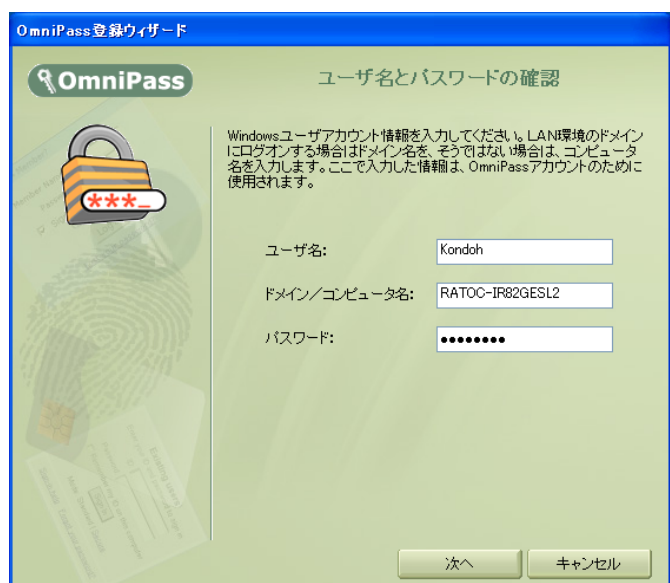 OmniPass登録ウィザード
OmniPass
ユーザ名とパスワードの確認
Windowsユーザアカウント情報を入力してください。LAN環境のドメイン
にログオンする場合はドメイン名を、そうではない場合は、コンピュータ
名を入力します。ここで入力した情報は、OmniPassアカウントのために
使用されます。
***_
ユーザ名:
Kondoh
ドメイン／コンピュータ名:
RATOC-IR82GESL2
パスワード:
●●●●●●●●
次へ
キャンセル